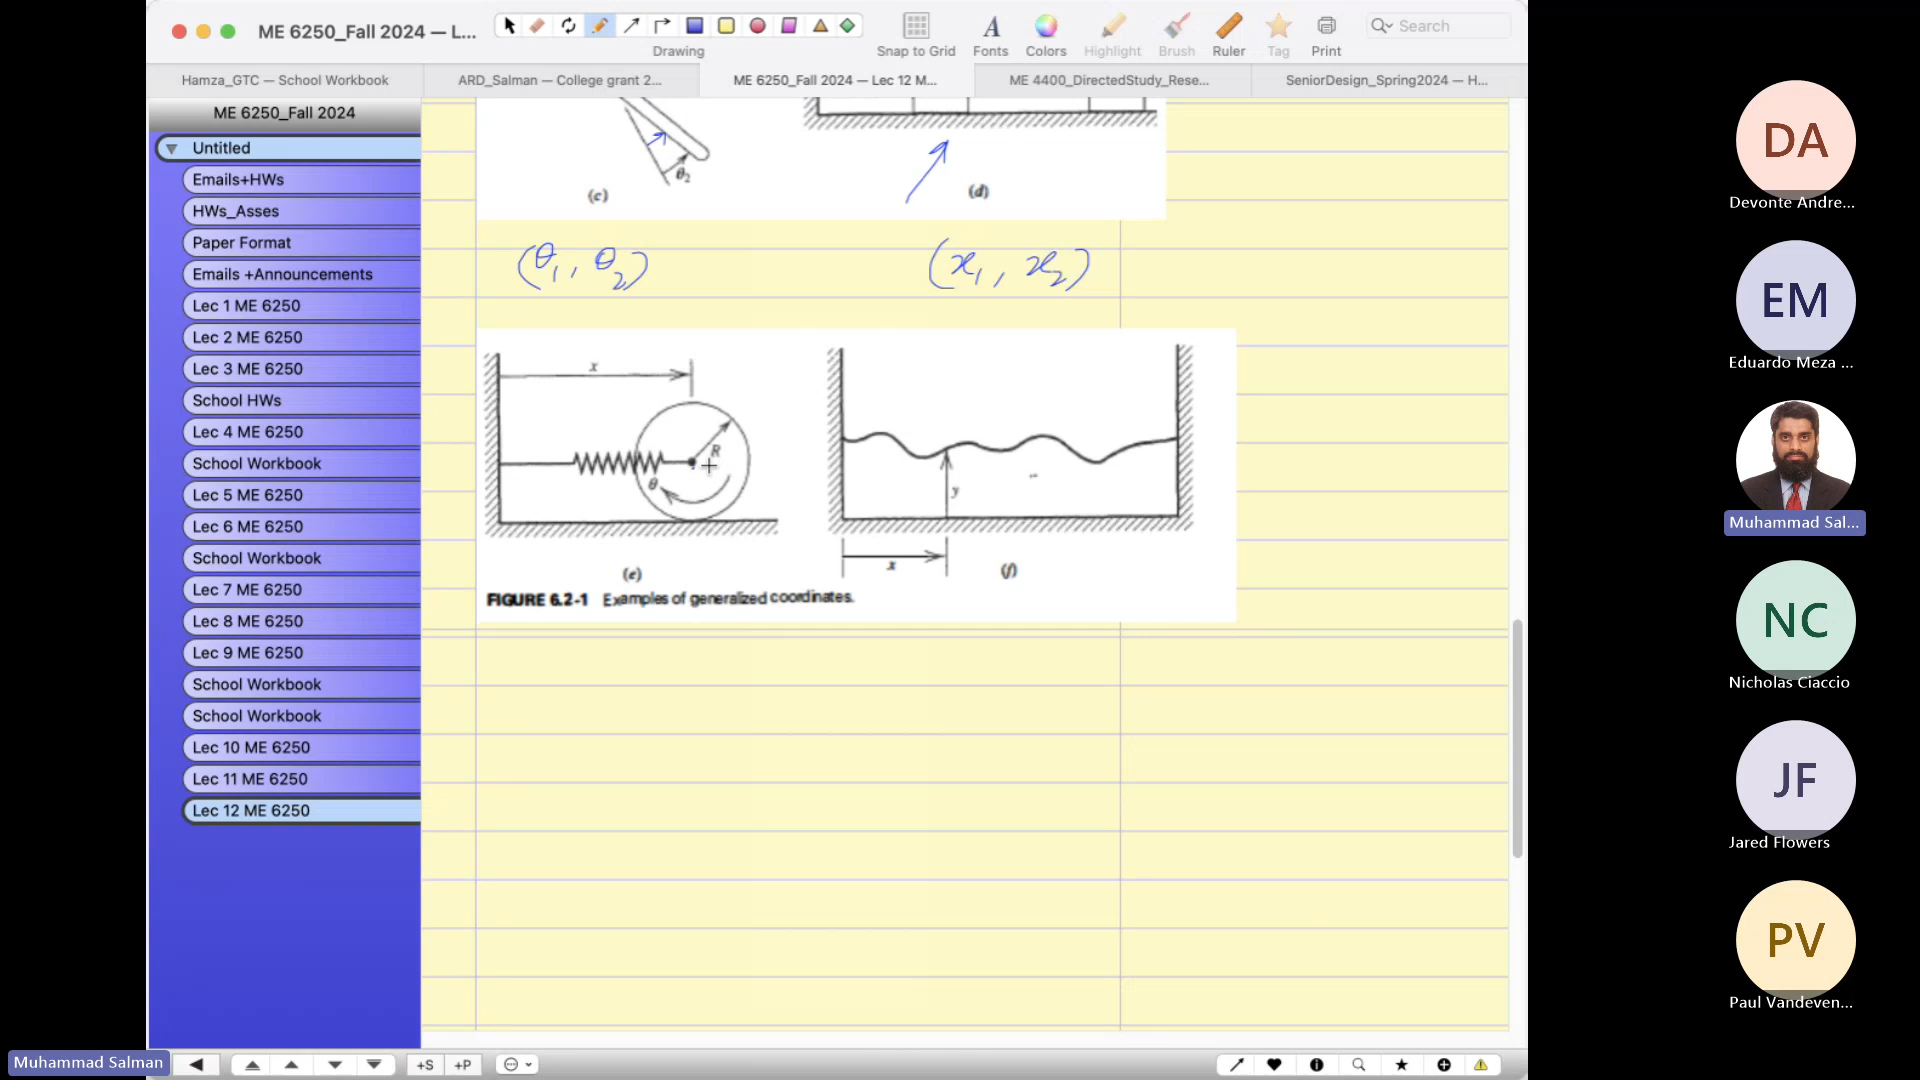 ME 6250_Fall 2024 — L...
Drawing
Snap to Grid
Fonts
Colors
Highlight
Brush
Ruler
Tag
Print
Search
Hamza_GTC — School Workbook
ARD_Salman — College grant 2...
ME 6250_Fall 2024 — Lec 12 M...
ME 4400_DirectedStudy_Rese...
SeniorDesign_Spring2024 — H...
ME 6250_Fall 2024
Untitled
Emails+HWs
HWs_Asses
Paper Format
Emails +Announcements
Lec 1 ME 6250
Lec 2 ME 6250
Lec 3 ME 6250
School HWs
Lec 4 ME 6250
School Workbook
Lec 5 ME 6250
Lec 6 ME 6250
School Workbook
Lec 7 ME 6250
Lec 8 ME 6250
Lec 9 ME 6250
School Workbook
School Workbook
Lec 10 ME 6250
Lec 11 ME 6250
Lec 12 ME 6250
θ₂
(c)
(d)
(θ₁, θ₂)
(x₁, x₂)
x
R
θ
y
x
(e)
(f)
FIGURE 6.2-1 Examples of generalized coordinates.
+S
+P
Muhammad Salman
DA
Devonte Andre...
EM
Eduardo Meza ...
Muhammad Sal...
NC
Nicholas Ciaccio
JF
Jared Flowers
PV
Paul Vandeven...